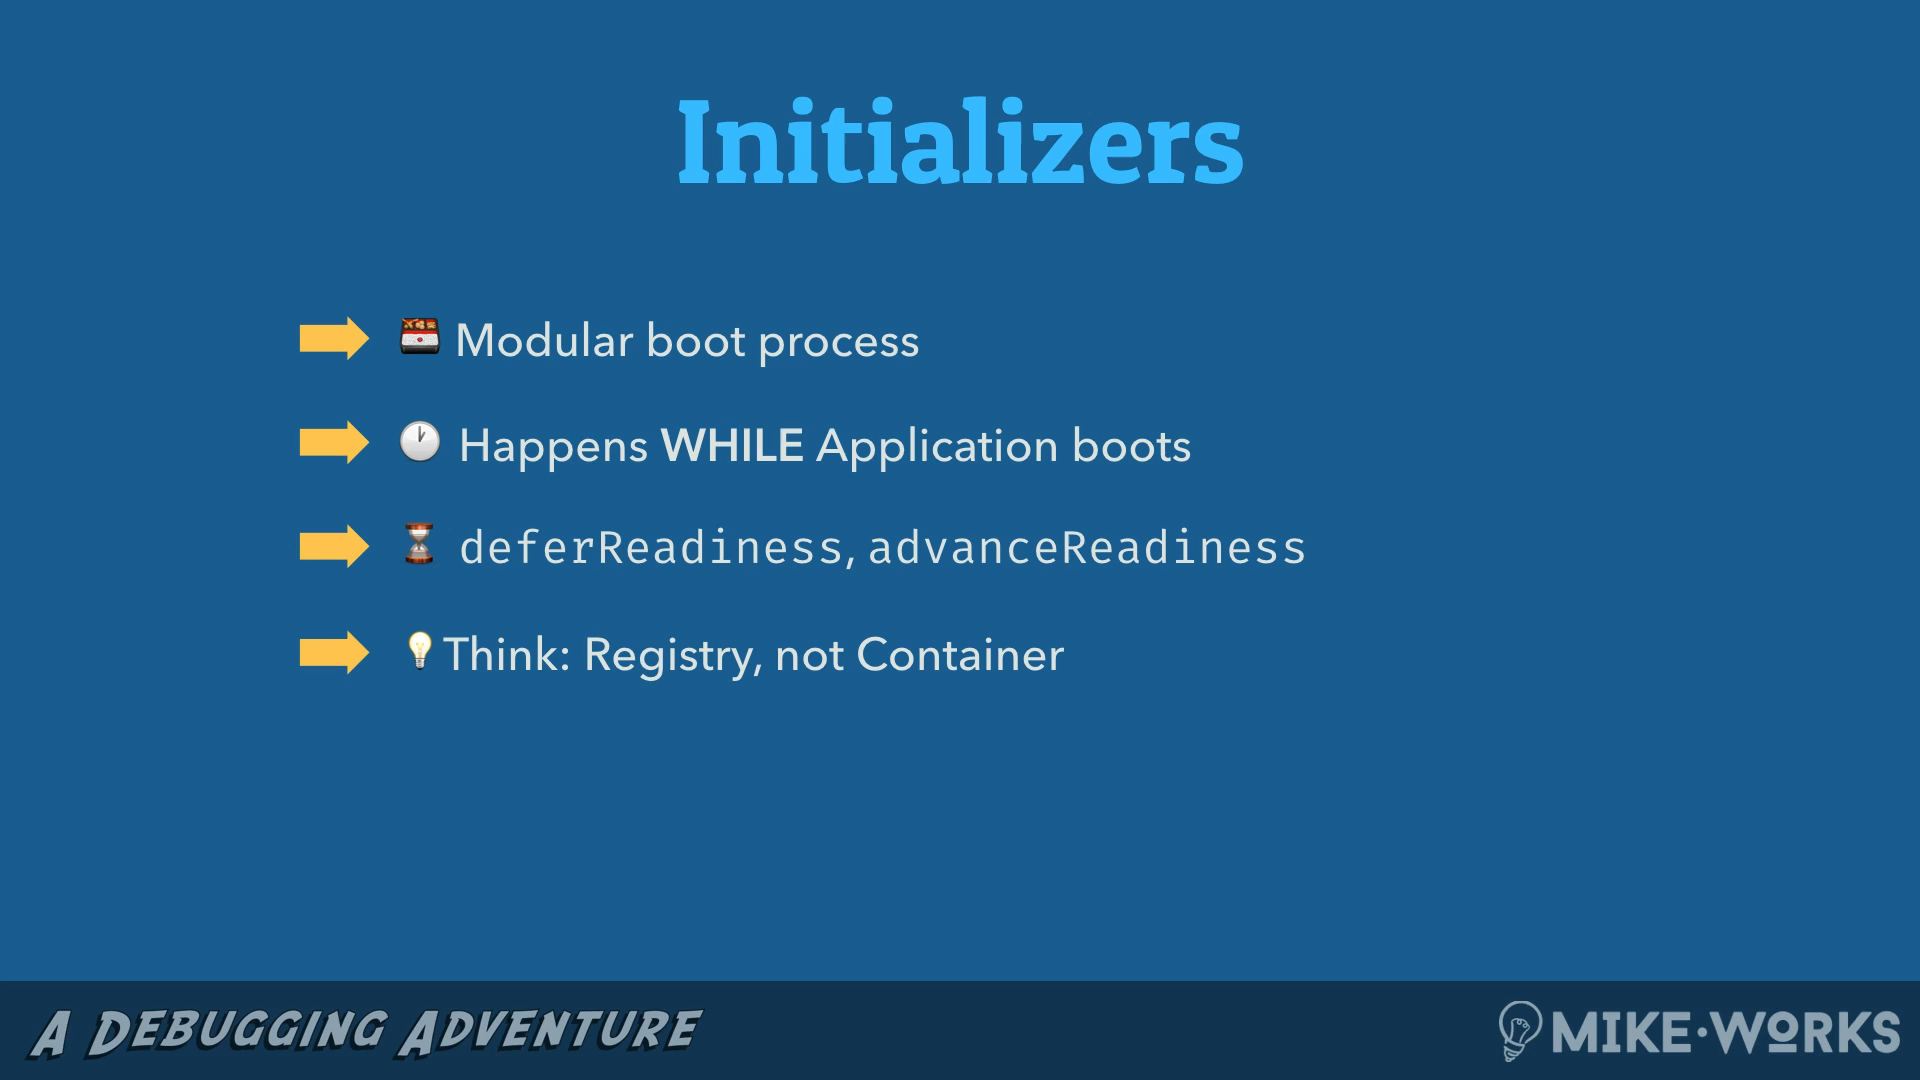 Initializers
🍱 Modular boot process
🕐 Happens WHILE Application boots
⏳ deferReadiness, advanceReadiness
💡Think: Registry, not Container
A DEBUGGING ADVENTURE
MIKE·WORKS